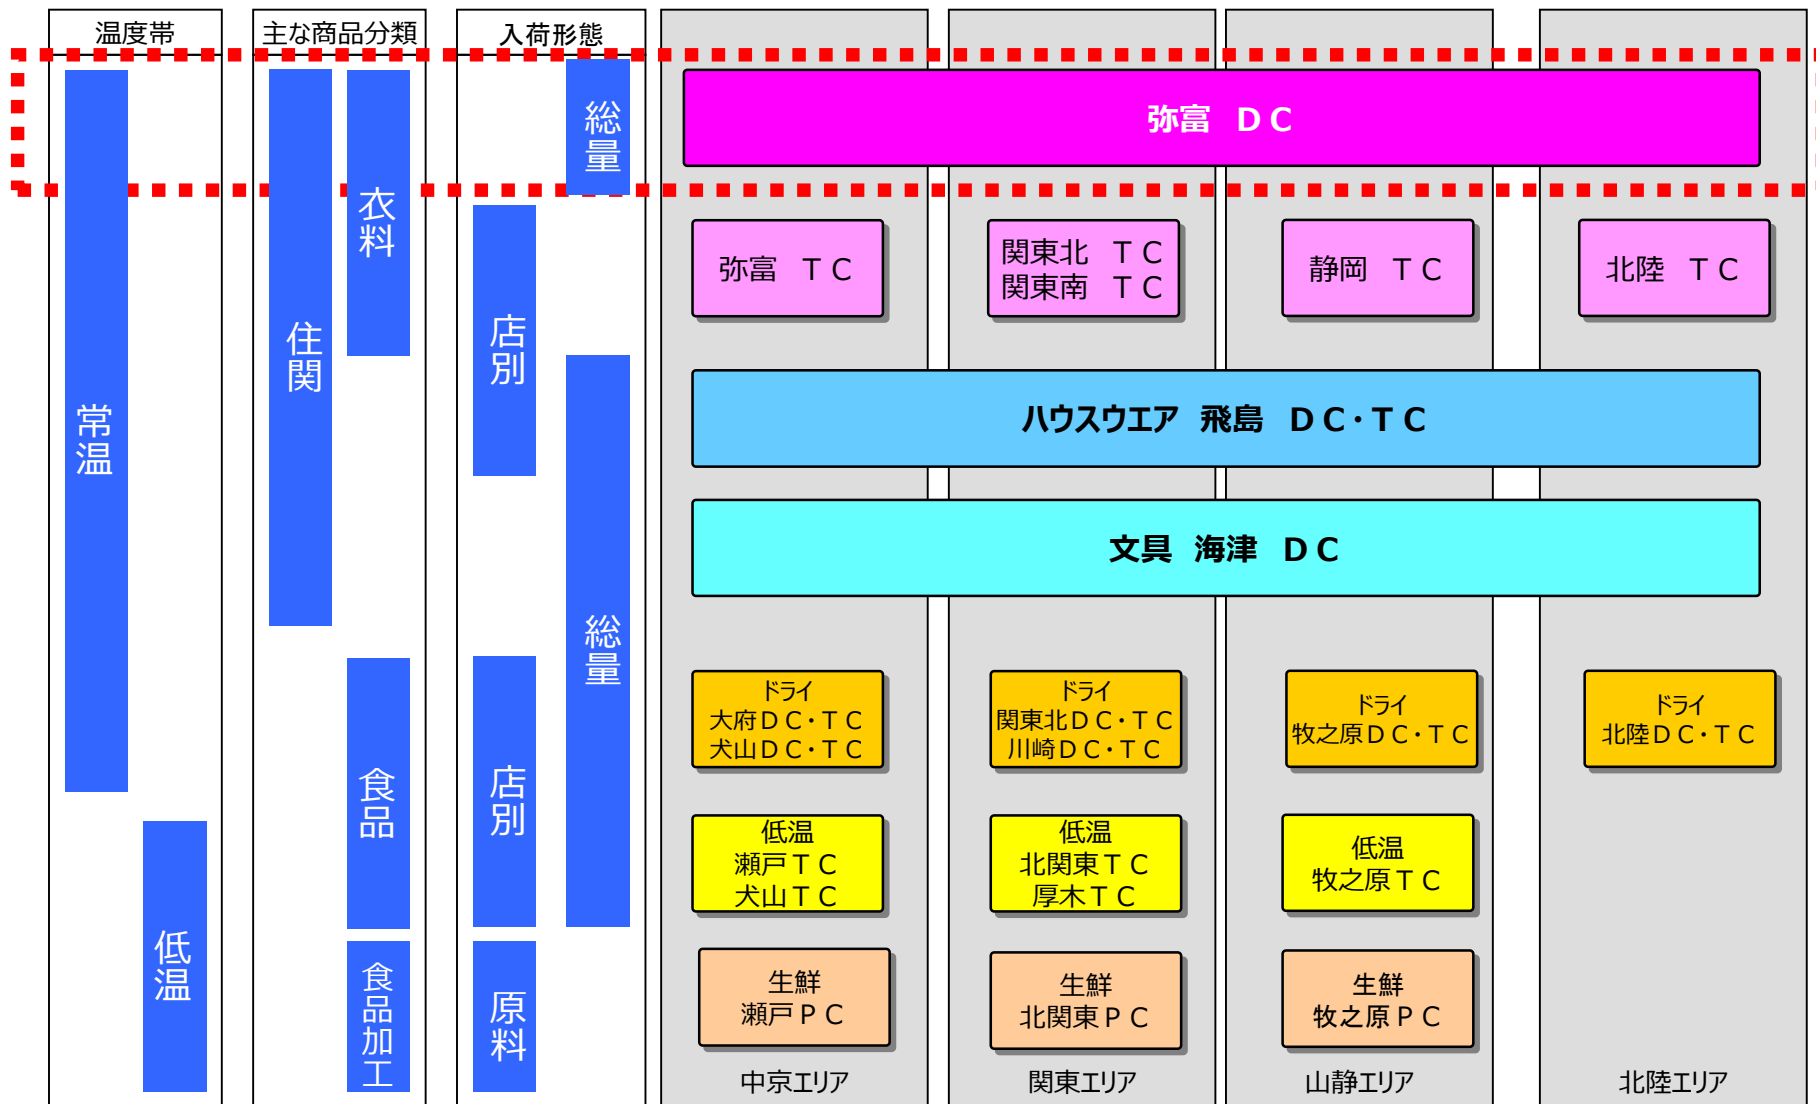 温度帯
主な商品分類
入荷形態
常温
低温
住関
衣料
食品
食品加工
総量
店別
総量
店別
原料
弥富　ＤＣ
弥富　ＴＣ
関東北　ＴＣ
関東南　ＴＣ
静岡　ＴＣ
北陸　ＴＣ
ハウスウエア　飛島　ＤＣ・ＴＣ
文具　海津　ＤＣ
ドライ
大府ＤＣ・ＴＣ
犬山ＤＣ・ＴＣ
ドライ
関東北ＤＣ・ＴＣ
川崎ＤＣ・ＴＣ
ドライ
牧之原ＤＣ・ＴＣ
ドライ
北陸ＤＣ・ＴＣ
低温
瀬戸ＴＣ
犬山ＴＣ
低温
北関東ＴＣ
厚木ＴＣ
低温
牧之原ＴＣ
生鮮
瀬戸ＰＣ
生鮮
北関東ＰＣ
生鮮
牧之原ＰＣ
中京エリア
関東エリア
山静エリア
北陸エリア